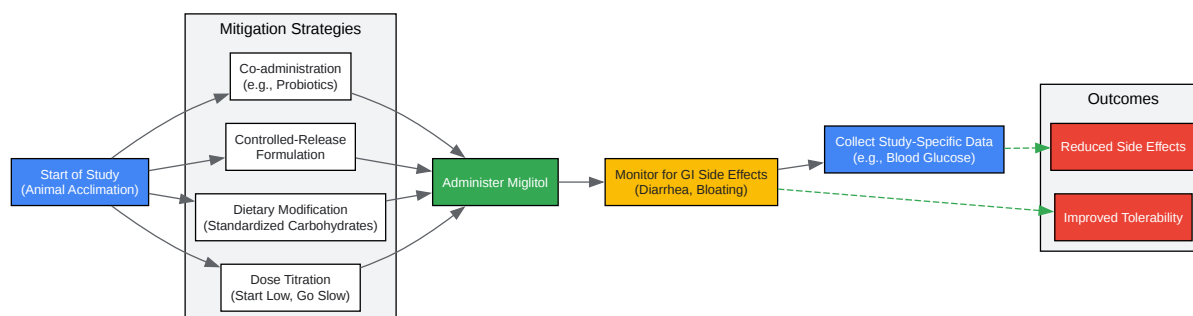 Mitigation Strategies
Co-administration
(e.g., Probiotics)
Controlled-Release
Formulation
Start of Study
(Animal Acclimation)
Dietary Modification
(Standardized Carbohydrates)
Dose Titration
(Start Low, Go Slow)
Administer Miglitol
Monitor for GI Side Effects
(Diarrhea, Bloating)
Collect Study-Specific Data
(e.g., Blood Glucose)
Outcomes
Reduced Side Effects
Improved Tolerability